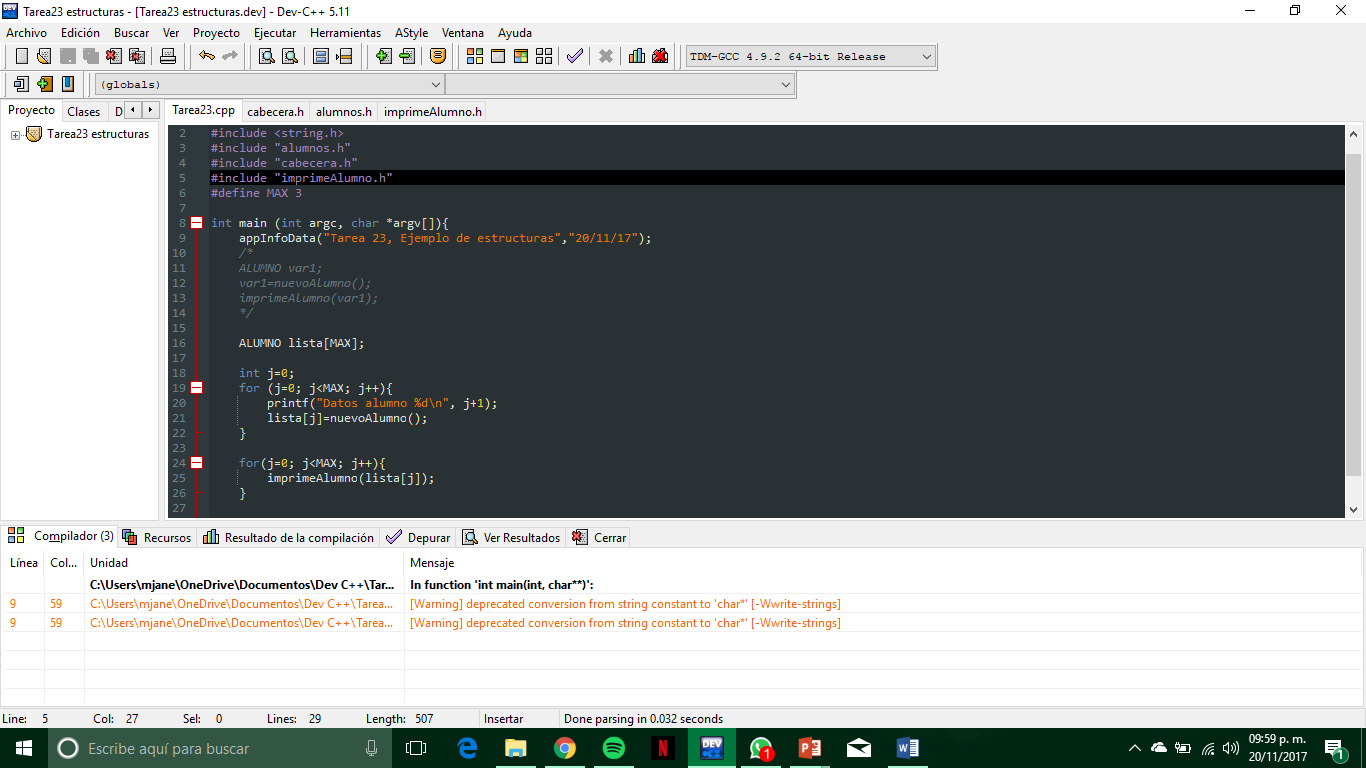 Tarea23 estructuras - [Tarea23 estructuras.dev] - Dev-C++ 5.11
Archivo Edición Buscar Ver Proyecto Ejecutar Herramientas AStyle Ventana Ayuda
TDM-GCC 4.9.2 64-bit Release
(globals)
Proyecto Clases D
Tarea23.cpp cabecera.h alumnos.h imprimeAlumno.h
Tarea23 estructuras
2 #include <string.h>
3 #include "alumnos.h"
4 #include "cabecera.h"
5 #include "imprimeAlumno.h"
6 #define MAX 3
7
8 int main (int argc, char *argv[]){
9 appInfoData("Tarea 23, Ejemplo de estructuras","20/11/17");
10 /*
11 ALUMNO var1;
12 var1=nuevoAlumno();
13 imprimeAlumno(var1);
14 */
15
16 ALUMNO lista[MAX];
17
18 int j=0;
19 for (j=0; j<MAX; j++){
20 printf("Datos alumno %d\n", j+1);
21 lista[j]=nuevoAlumno();
22 }
23
24 for(j=0; j<MAX; j++){
25 imprimeAlumno(lista[j]);
26 }
27
Compilador (3) Recursos Resultado de la compilación Depurar Ver Resultados Cerrar
Línea Col... Unidad Mensaje
C:\Users\mjane\OneDrive\Documentos\Dev C++\Tar... In function 'int main(int, char**)':
9 59 C:\Users\mjane\OneDrive\Documentos\Dev C++\Tarea... [Warning] deprecated conversion from string constant to 'char*' [-Wwrite-strings]
9 59 C:\Users\mjane\OneDrive\Documentos\Dev C++\Tarea... [Warning] deprecated conversion from string constant to 'char*' [-Wwrite-strings]
Line: 5 Col: 27 Sel: 0 Lines: 29 Length: 507 Insertar Done parsing in 0.032 seconds
Escribe aquí para buscar
09:59 p. m.
20/11/2017